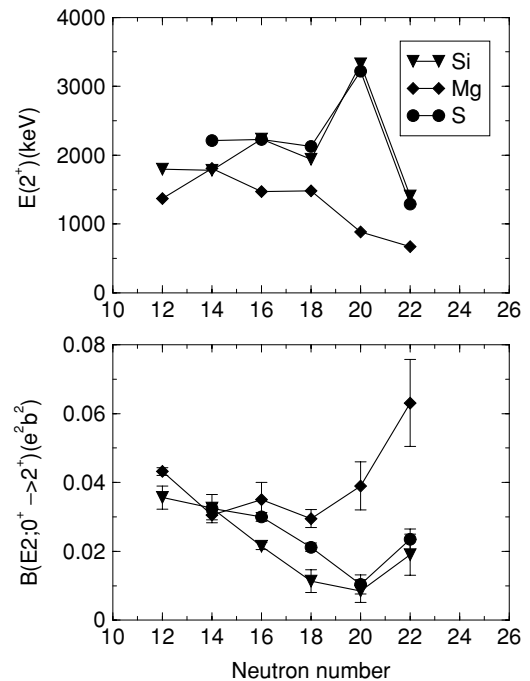 4000
3000
2000
1000
0
E(2⁺)(keV)
Si
Mg
S
10 12 14 16 18 20 22 24 26
0.08
0.06
0.04
0.02
0
B(E2;0⁺ −>2⁺)(e²b²)
10 12 14 16 18 20 22 24 26
Neutron number